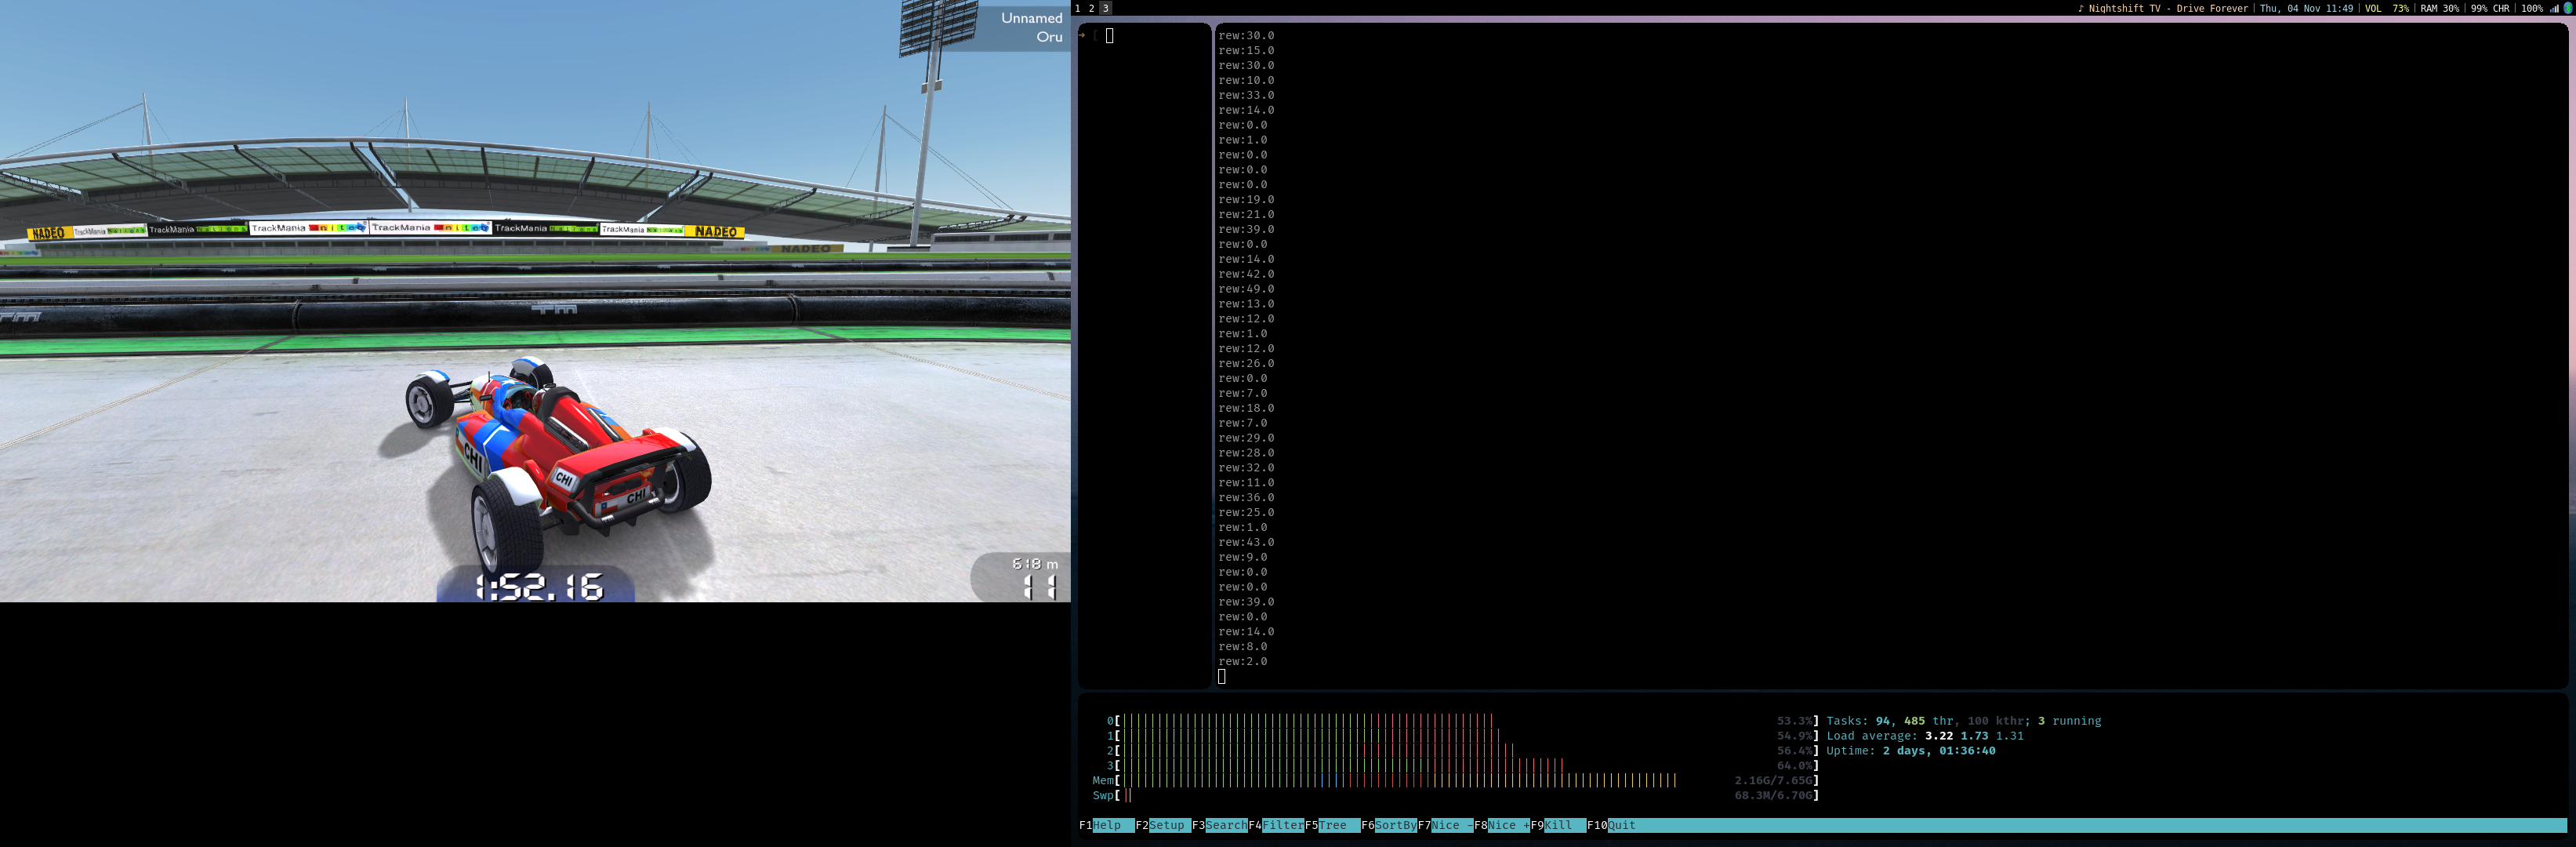 Unnamed
Oru
NADEO TrackMania TrackMania TrackMania united TrackMania united TrackMania TrackMania NADEO
NADEO
TM TM
CHI
CHI
CHI
618 m
1:52.16
11
1 2 3
♪ Nightshift TV - Drive Forever | Thu, 04 Nov 11:49 | VOL 73% | RAM 30% | 99% CHR | 100%
→ [
rew:30.0
rew:15.0
rew:30.0
rew:10.0
rew:33.0
rew:14.0
rew:0.0
rew:1.0
rew:0.0
rew:0.0
rew:0.0
rew:19.0
rew:21.0
rew:39.0
rew:0.0
rew:14.0
rew:42.0
rew:49.0
rew:13.0
rew:12.0
rew:1.0
rew:12.0
rew:26.0
rew:0.0
rew:7.0
rew:18.0
rew:7.0
rew:29.0
rew:28.0
rew:32.0
rew:11.0
rew:36.0
rew:25.0
rew:1.0
rew:43.0
rew:9.0
rew:0.0
rew:0.0
rew:39.0
rew:0.0
rew:14.0
rew:8.0
rew:2.0
0[ 53.3%] Tasks: 94, 485 thr, 100 kthr; 3 running
1[ 54.9%] Load average: 3.22 1.73 1.31
2[ 56.4%] Uptime: 2 days, 01:36:40
3[ 64.0%]
Mem[ 2.16G/7.65G]
Swp[ 68.3M/6.70G]
F1Help F2Setup F3SearchF4FilterF5Tree F6SortByF7Nice -F8Nice +F9Kill F10Quit